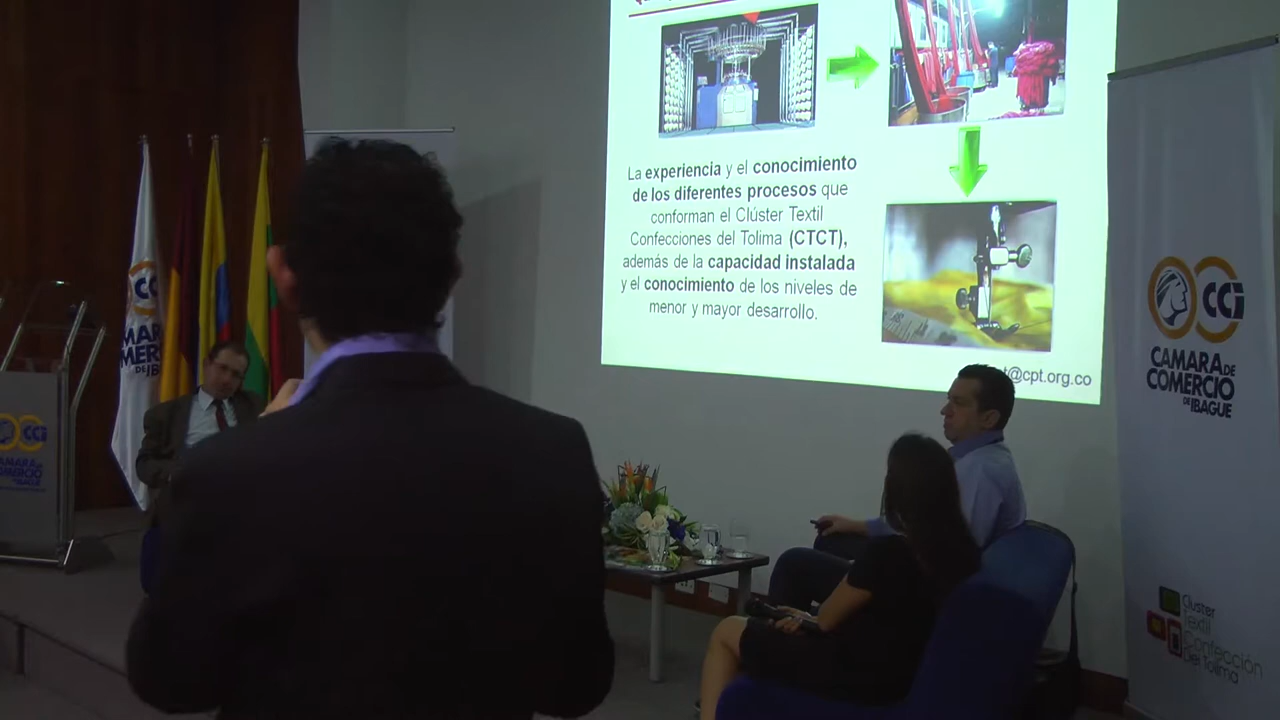 La experiencia y el conocimiento
de los diferentes procesos que
conforman el Clúster Textil
Confecciones del Tolima (CTCT),
además de la capacidad instalada
y el conocimiento de los niveles de
menor y mayor desarrollo.
t@cpt.org.co
CCi
CAMARA DE
COMERCIO
DE IBAGUE
Cluster
Textil
Confección
Del Tolima
CCi
CAMARA DE
COMERCIO
DE IBAGUE